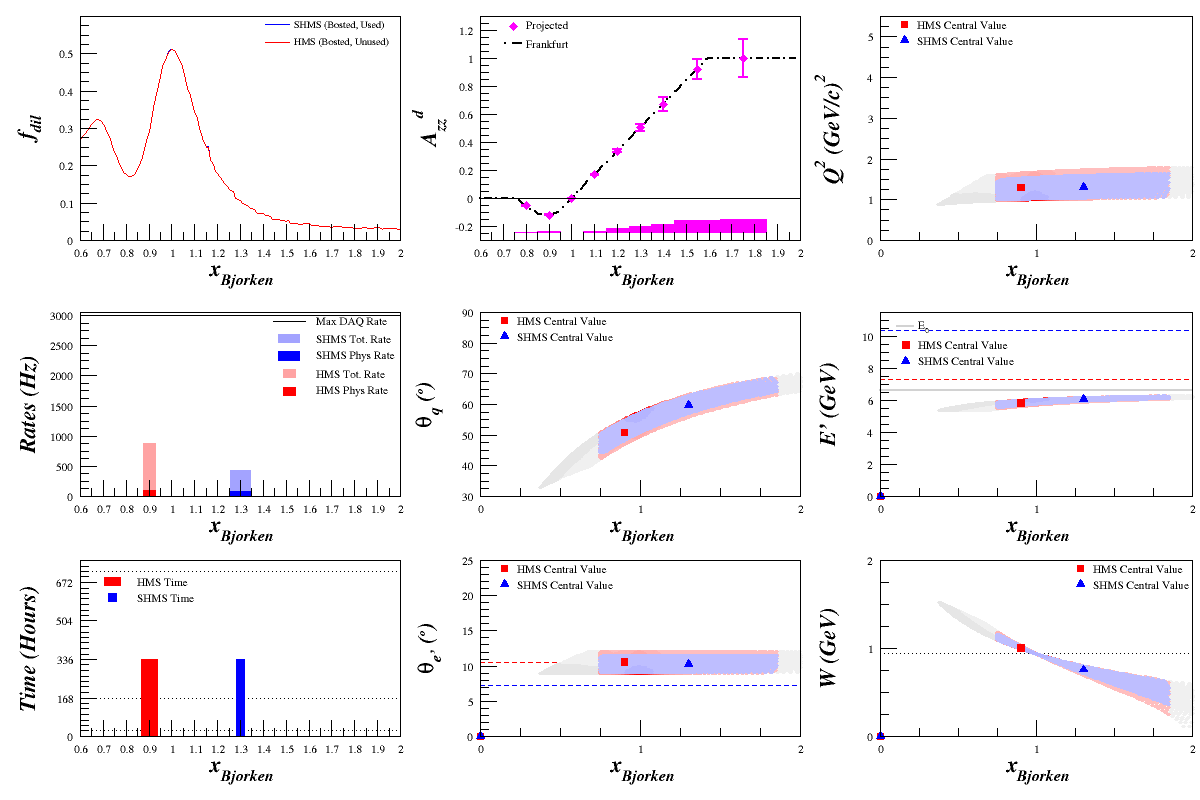 SHMS (Bosted, Used)
HMS (Bosted, Unused)
0.5
0.4
0.3
0.2
0.1
0
f_dil
0.6 0.7 0.8 0.9 1 1.1 1.2 1.3 1.4 1.5 1.6 1.7 1.8 1.9 2
x_Bjorken
Projected
Frankfurt
1.2
1
0.8
0.6
0.4
0.2
0
-0.2
A_zz^d
0.6 0.7 0.8 0.9 1 1.1 1.2 1.3 1.4 1.5 1.6 1.7 1.8 1.9 2
x_Bjorken
HMS Central Value
SHMS Central Value
5
4
3
2
1
0
Q^2 (GeV/c)^2
0 1 2
x_Bjorken
Max DAQ Rate
SHMS Tot. Rate
SHMS Phys Rate
HMS Tot. Rate
HMS Phys Rate
3000
2500
2000
1500
1000
500
0
Rates (Hz)
0.6 0.7 0.8 0.9 1 1.1 1.2 1.3 1.4 1.5 1.6 1.7 1.8 1.9 2
x_Bjorken
HMS Central Value
SHMS Central Value
90
80
70
60
50
40
30
θ_q (°)
0 1 2
x_Bjorken
E_0
HMS Central Value
SHMS Central Value
10
8
6
4
2
0
E' (GeV)
0 1 2
x_Bjorken
HMS Time
SHMS Time
672
504
336
168
0
Time (Hours)
0.6 0.7 0.8 0.9 1 1.1 1.2 1.3 1.4 1.5 1.6 1.7 1.8 1.9 2
x_Bjorken
HMS Central Value
SHMS Central Value
25
20
15
10
5
0
θ_e' (°)
0 1 2
x_Bjorken
HMS Central Value
SHMS Central Value
2
1
0
W (GeV)
0 1 2
x_Bjorken